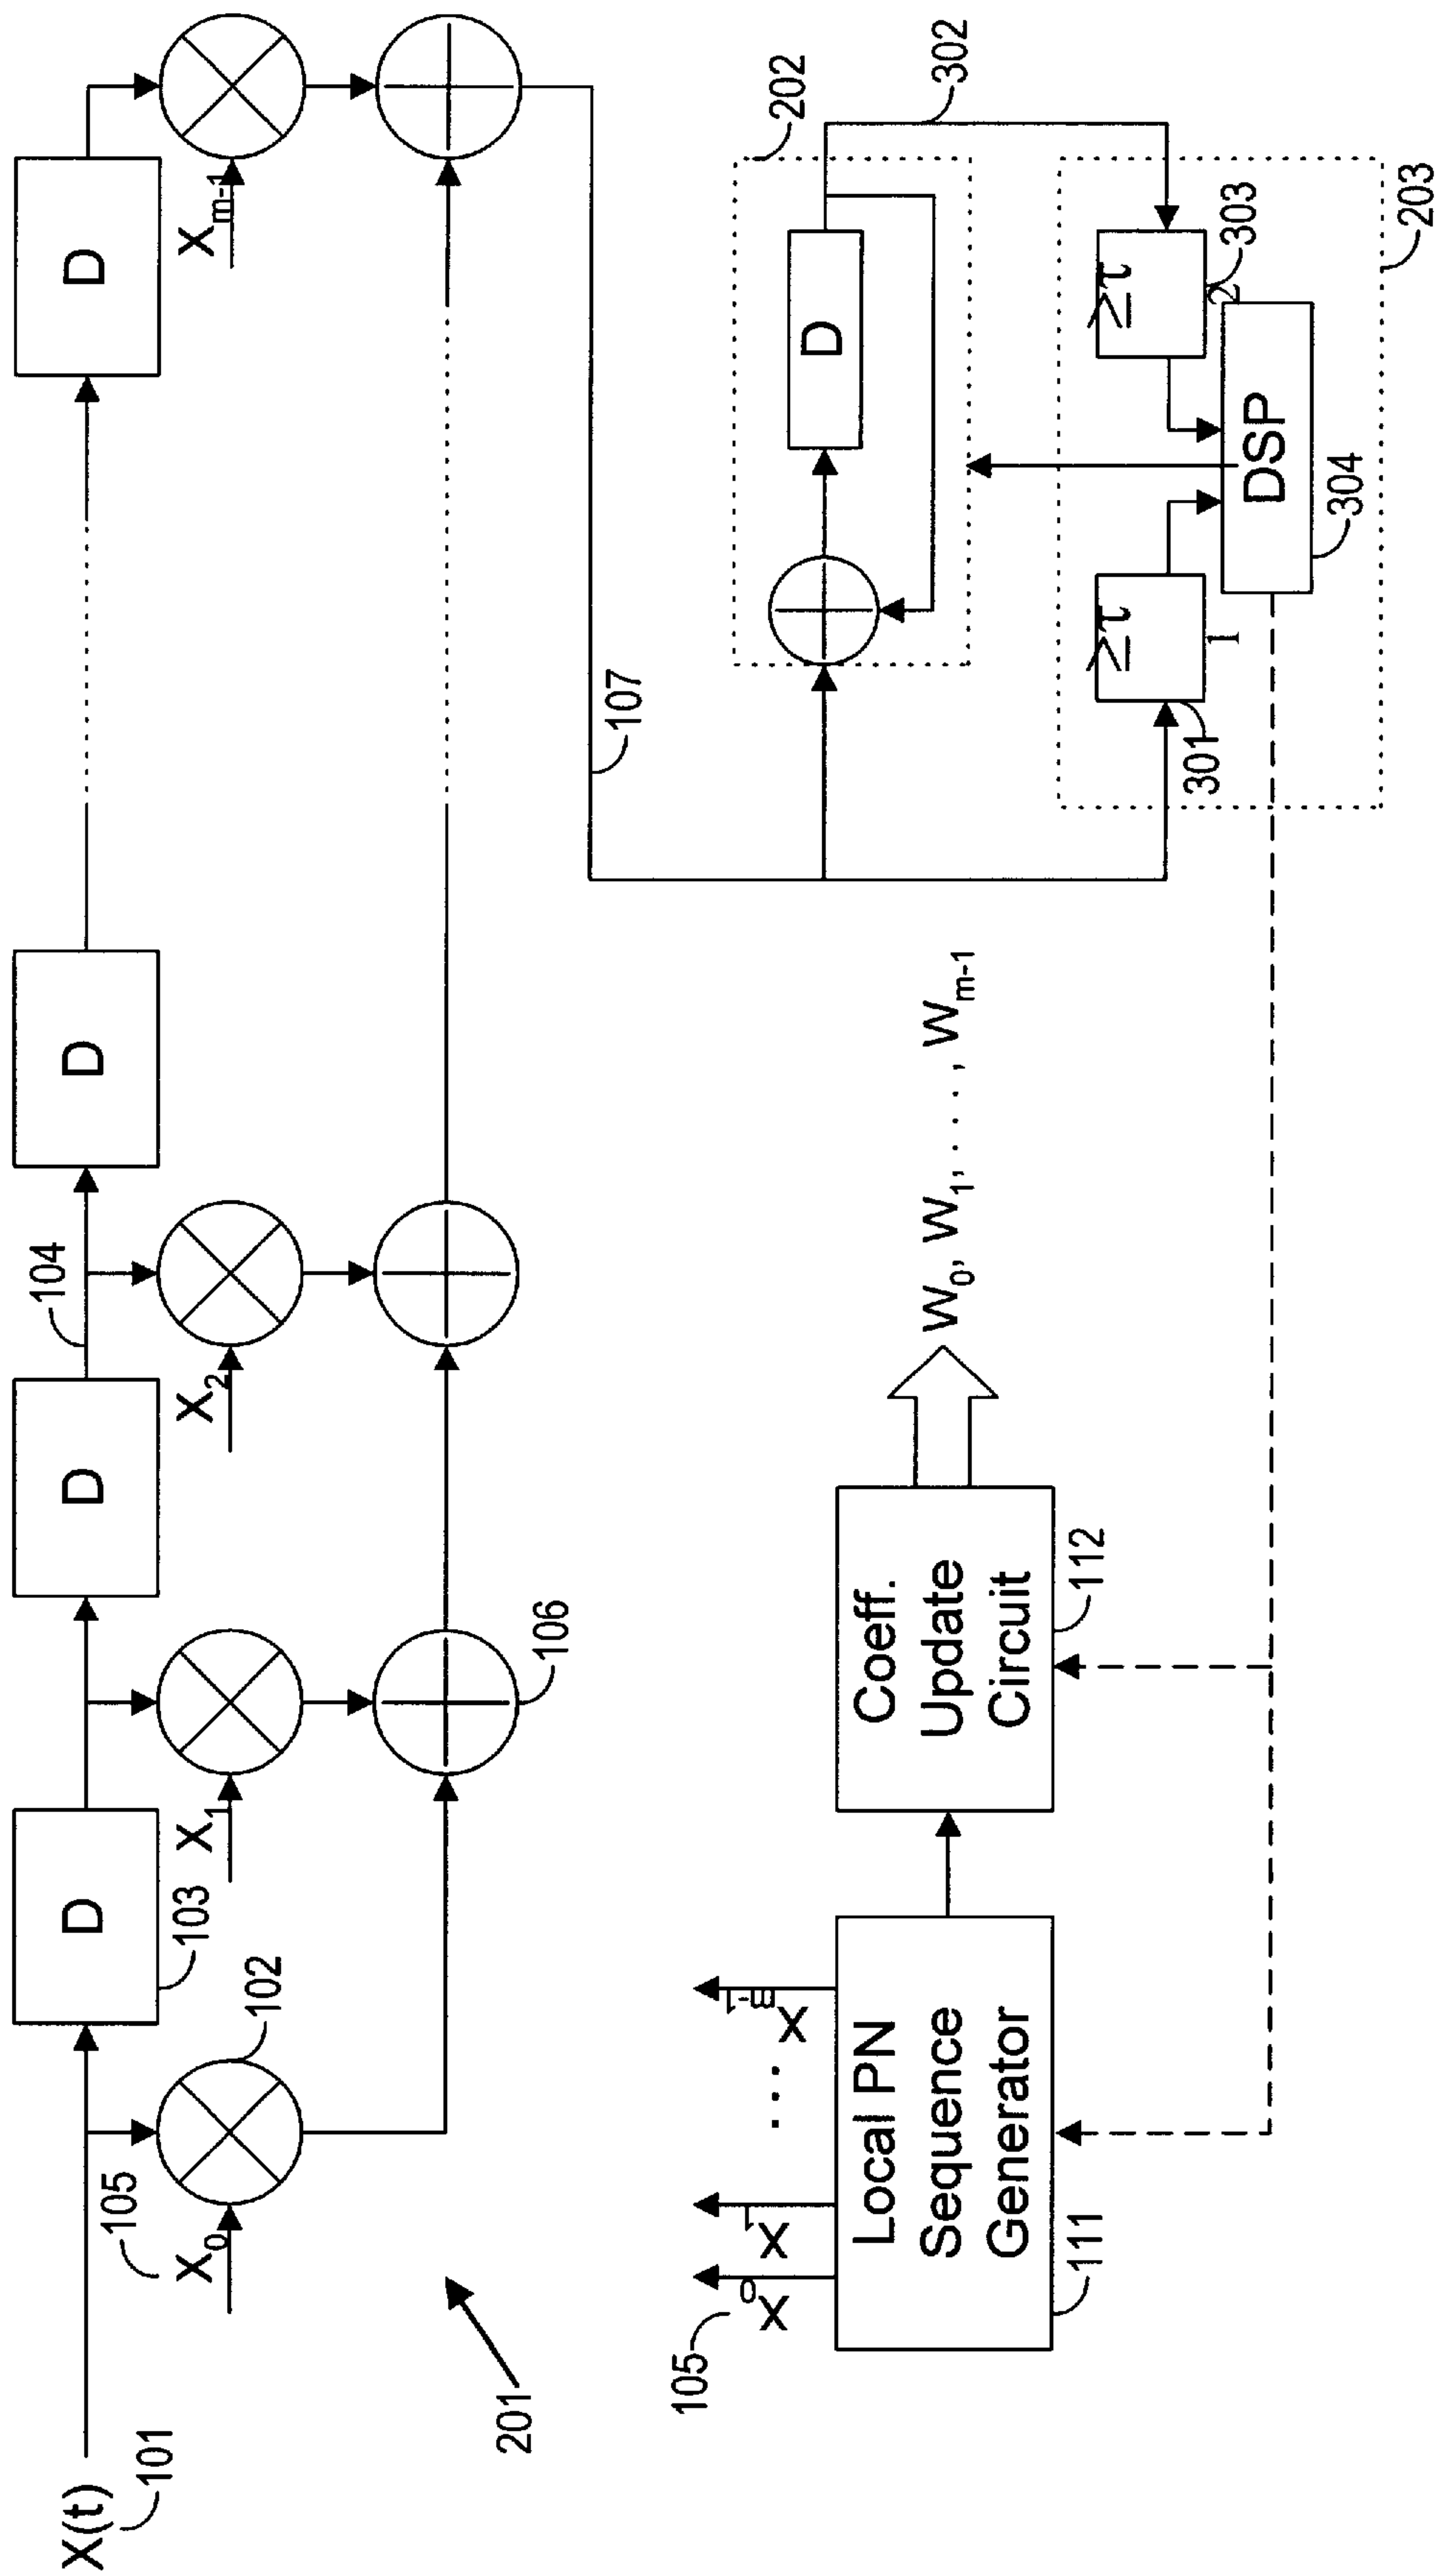 X(t)
101
D
103
104
D
D
D
105
X0
102
X1
X2
Xm-1
201
106
107
202
D
302
≥τ
1
301
≥τ
2
303
DSP
304
203
105
X0
X1
...
Xm-1
Local PN
Sequence
Generator
111
Coeff.
Update
Circuit
112
W0, W1, . . . , Wm-1